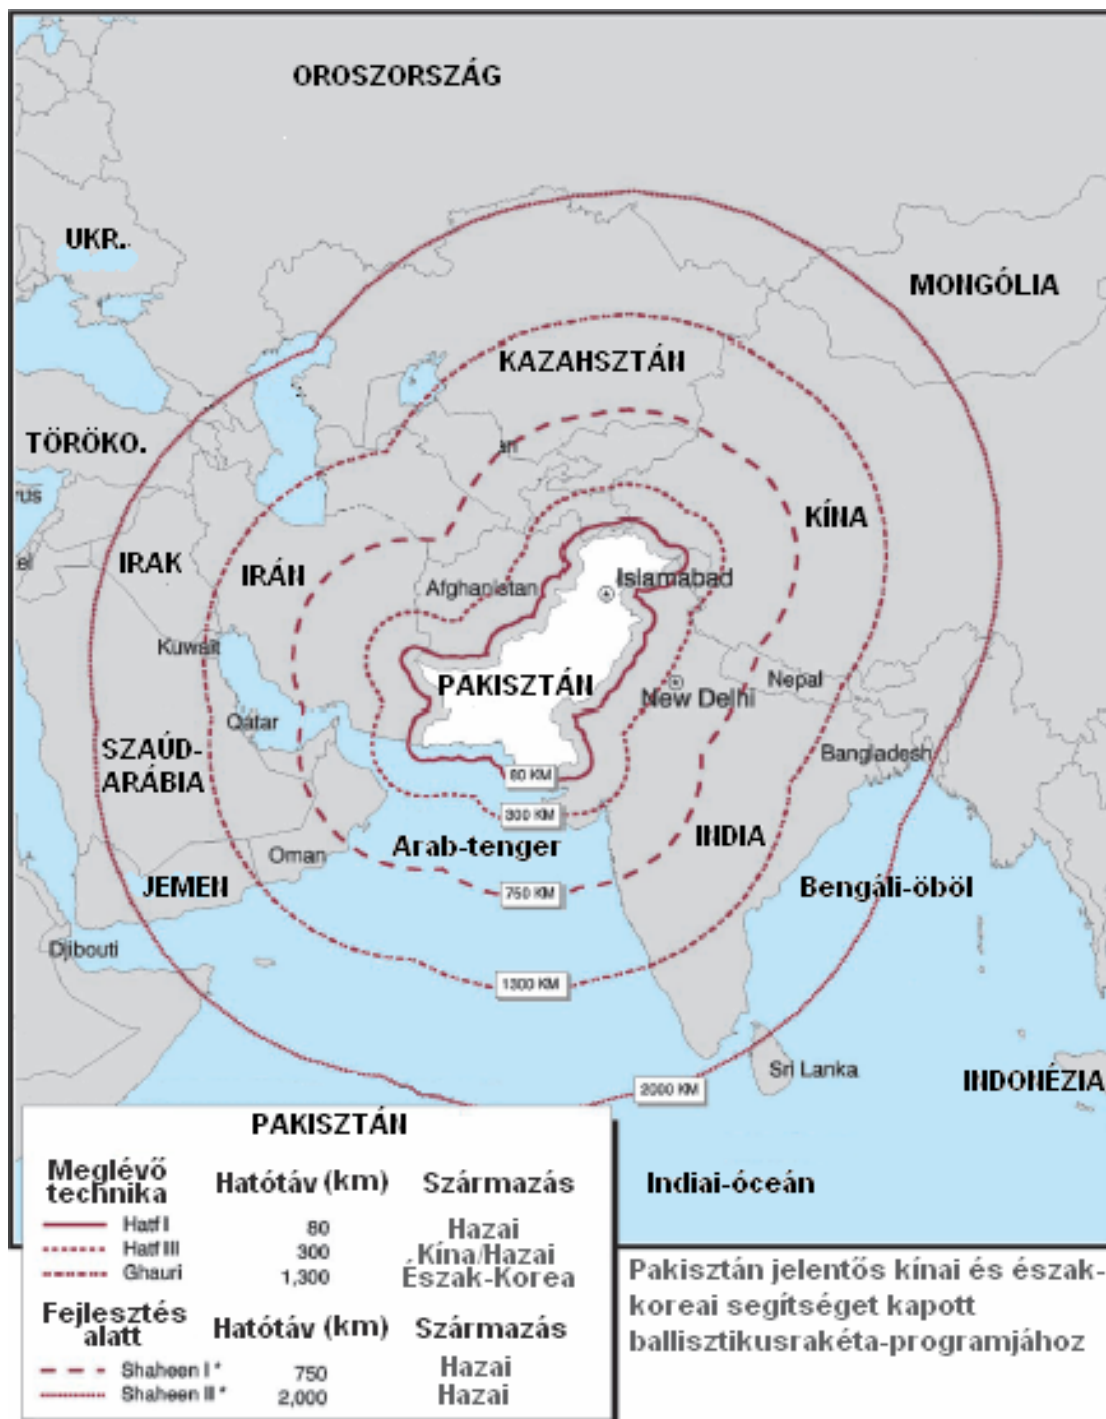 OROSZORSZÁG
UKR.
MONGÓLIA
KAZAHSZTÁN
TÖRÖKO.
an
rus
KÍNA
IRAK
IRÁN
el
Afghanistan
Islamabad
Kuwait
PAKISZTÁN
New Delhi
Nepal
Qatar
SZAÚD-
ARÁBIA
Bangladesh
80 KM
300 KM
Arab-tenger
INDIA
Oman
JEMEN
750 KM
Bengáli-öböl
Djibouti
1300 KM
Sri Lanka
INDONÉZIA
2000 KM
PAKISZTÁN
Meglévő
technika Hatótáv (km) Származás
Hatf I 80 Hazai
Hatf III 300 Kína/Hazai
Ghauri 1,300 Észak-Korea
Fejlesztés
alatt Hatótáv (km) Származás
Shaheen I * 750 Hazai
Shaheen II * 2,000 Hazai
Indiai-óceán
Pakisztán jelentős kínai és észak-
koreai segítséget kapott
ballisztikusrakéta-programjához